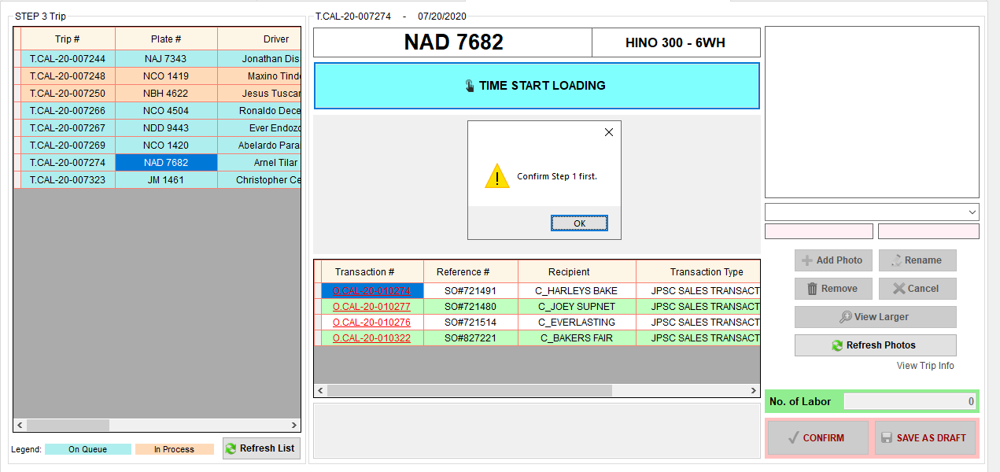 STEP 3 Trip
Trip # Plate # Driver
T.CAL-20-007244 NAJ 7343 Jonathan Dis
T.CAL-20-007248 NCO 1419 Maxino Tind
T.CAL-20-007250 NBH 4622 Jesus Tuscar
T.CAL-20-007266 NCO 4504 Ronaldo Dece
T.CAL-20-007267 NDD 9443 Ever Endozo
T.CAL-20-007269 NCO 1420 Abelardo Para
T.CAL-20-007274 NAD 7682 Arnel Tilar
T.CAL-20-007323 JM 1461 Christopher Ce
Legend: On Queue In Process Refresh List
T.CAL-20-007274 - 07/20/2020
NAD 7682 HINO 300 - 6WH
TIME START LOADING
Confirm Step 1 first.
OK
Transaction # Reference # Recipient Transaction Type
O.CAL-20-010274 SO#721491 C_HARLEYS BAKE JPSC SALES TRANSACT
O.CAL-20-010277 SO#721480 C_JOEY SUPNET JPSC SALES TRANSACT
O.CAL-20-010276 SO#721514 C_EVERLASTING JPSC SALES TRANSACT
O.CAL-20-010322 SO#827221 C_BAKERS FAIR JPSC SALES TRANSACT
Add Photo Rename
Remove Cancel
View Larger
Refresh Photos
View Trip Info
No. of Labor 0
CONFIRM SAVE AS DRAFT